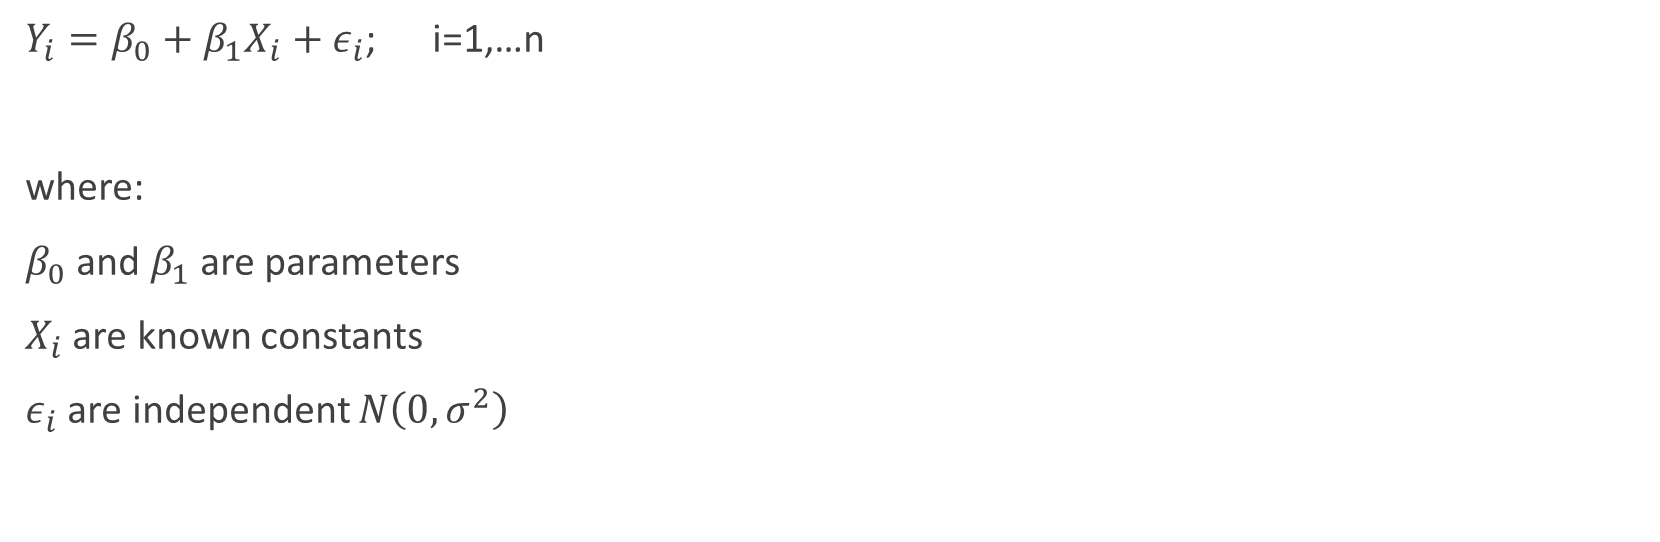 𝑌ᵢ = 𝛽₀ + 𝛽₁𝑋ᵢ + 𝜖ᵢ; i=1,...n
where:
𝛽₀ and 𝛽₁ are parameters
𝑋ᵢ are known constants
𝜖ᵢ are independent 𝑁(0, 𝜎²)